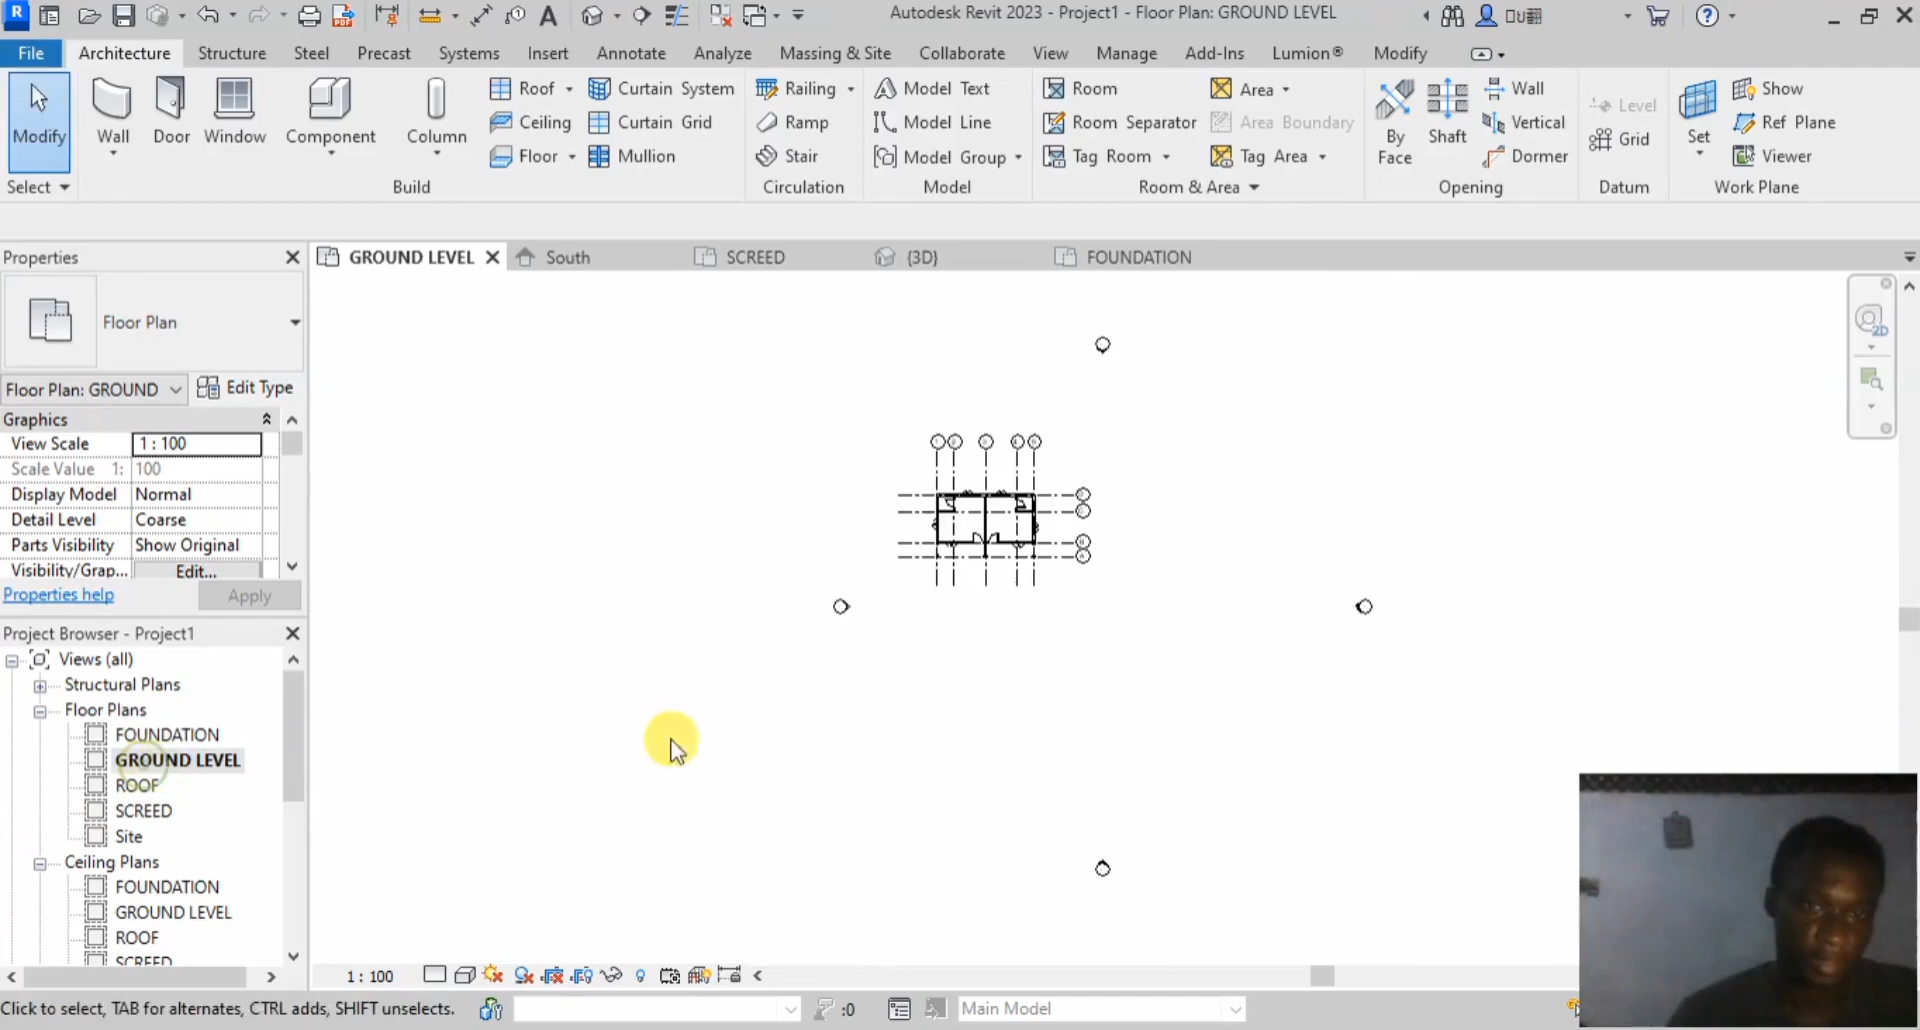 Autodesk Revit 2023 - Project1 - Floor Plan: GROUND LEVEL
File Architecture Structure Steel Precast Systems Insert Annotate Analyze Massing & Site Collaborate View Manage Add-Ins Lumion® Modify
Modify Wall Door Window Component Column Roof Curtain System Railing Model Text Room Area By Face Shaft Wall Level Set Show
Ceiling Curtain Grid Ramp Model Line Room Separator Area Boundary Vertical Grid Ref Plane
Floor Mullion Stair Model Group Tag Room Tag Area Dormer Viewer
Select Build Circulation Model Room & Area Opening Datum Work Plane
Properties
GROUND LEVEL South SCREED {3D} FOUNDATION
2D
Floor Plan
Floor Plan: GROUND Edit Type
Graphics
View Scale 1 : 100
Scale Value 1: 100
Display Model Normal
Detail Level Coarse
Parts Visibility Show Original
Visibility/Grap... Edit...
Properties help Apply
Project Browser - Project1
Views (all)
Structural Plans
Floor Plans
FOUNDATION
GROUND LEVEL
ROOF
SCREED
Site
Ceiling Plans
FOUNDATION
GROUND LEVEL
ROOF
SCREED
1 : 100
Click to select, TAB for alternates, CTRL adds, SHIFT unselects. :0 Main Model